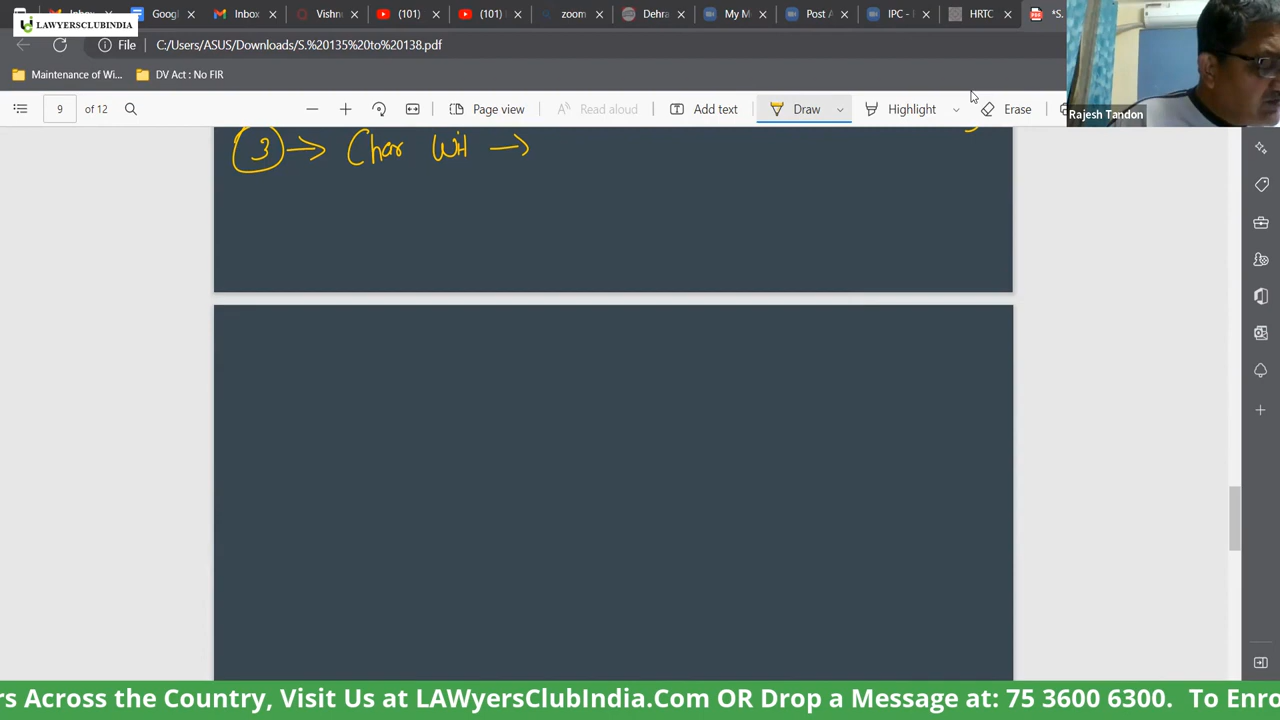 LAWYERSCLUBINDIA
Inbox
Googl
Inbox
Vishn
(101)
(101)
Dehra
My M
Post
IPC -
HRTC
*S.
File
C:/Users/ASUS/Downloads/S.%20135%20to%20138.pdf
Maintenance of Wi...
DV Act : No FIR
9 of 12
Page view
Read aloud
Add text
Draw
Highlight
Erase
Rajesh Tandon
3 → Char Wit →
rs Across the Country, Visit Us at LAWyersClubIndia.Com OR Drop a Message at: 75 3600 6300. To Enro